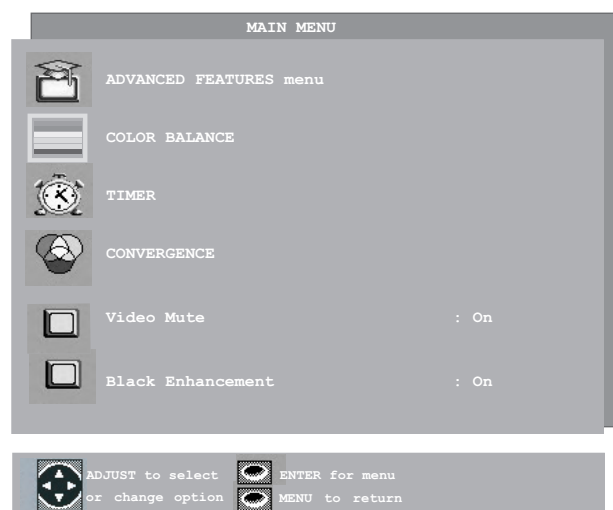 MAIN MENU
ADVANCED FEATURES menu
COLOR BALANCE
TIMER
CONVERGENCE
Video Mute : On
Black Enhancement : On
ADJUST to select ENTER for menu
or change option MENU to return